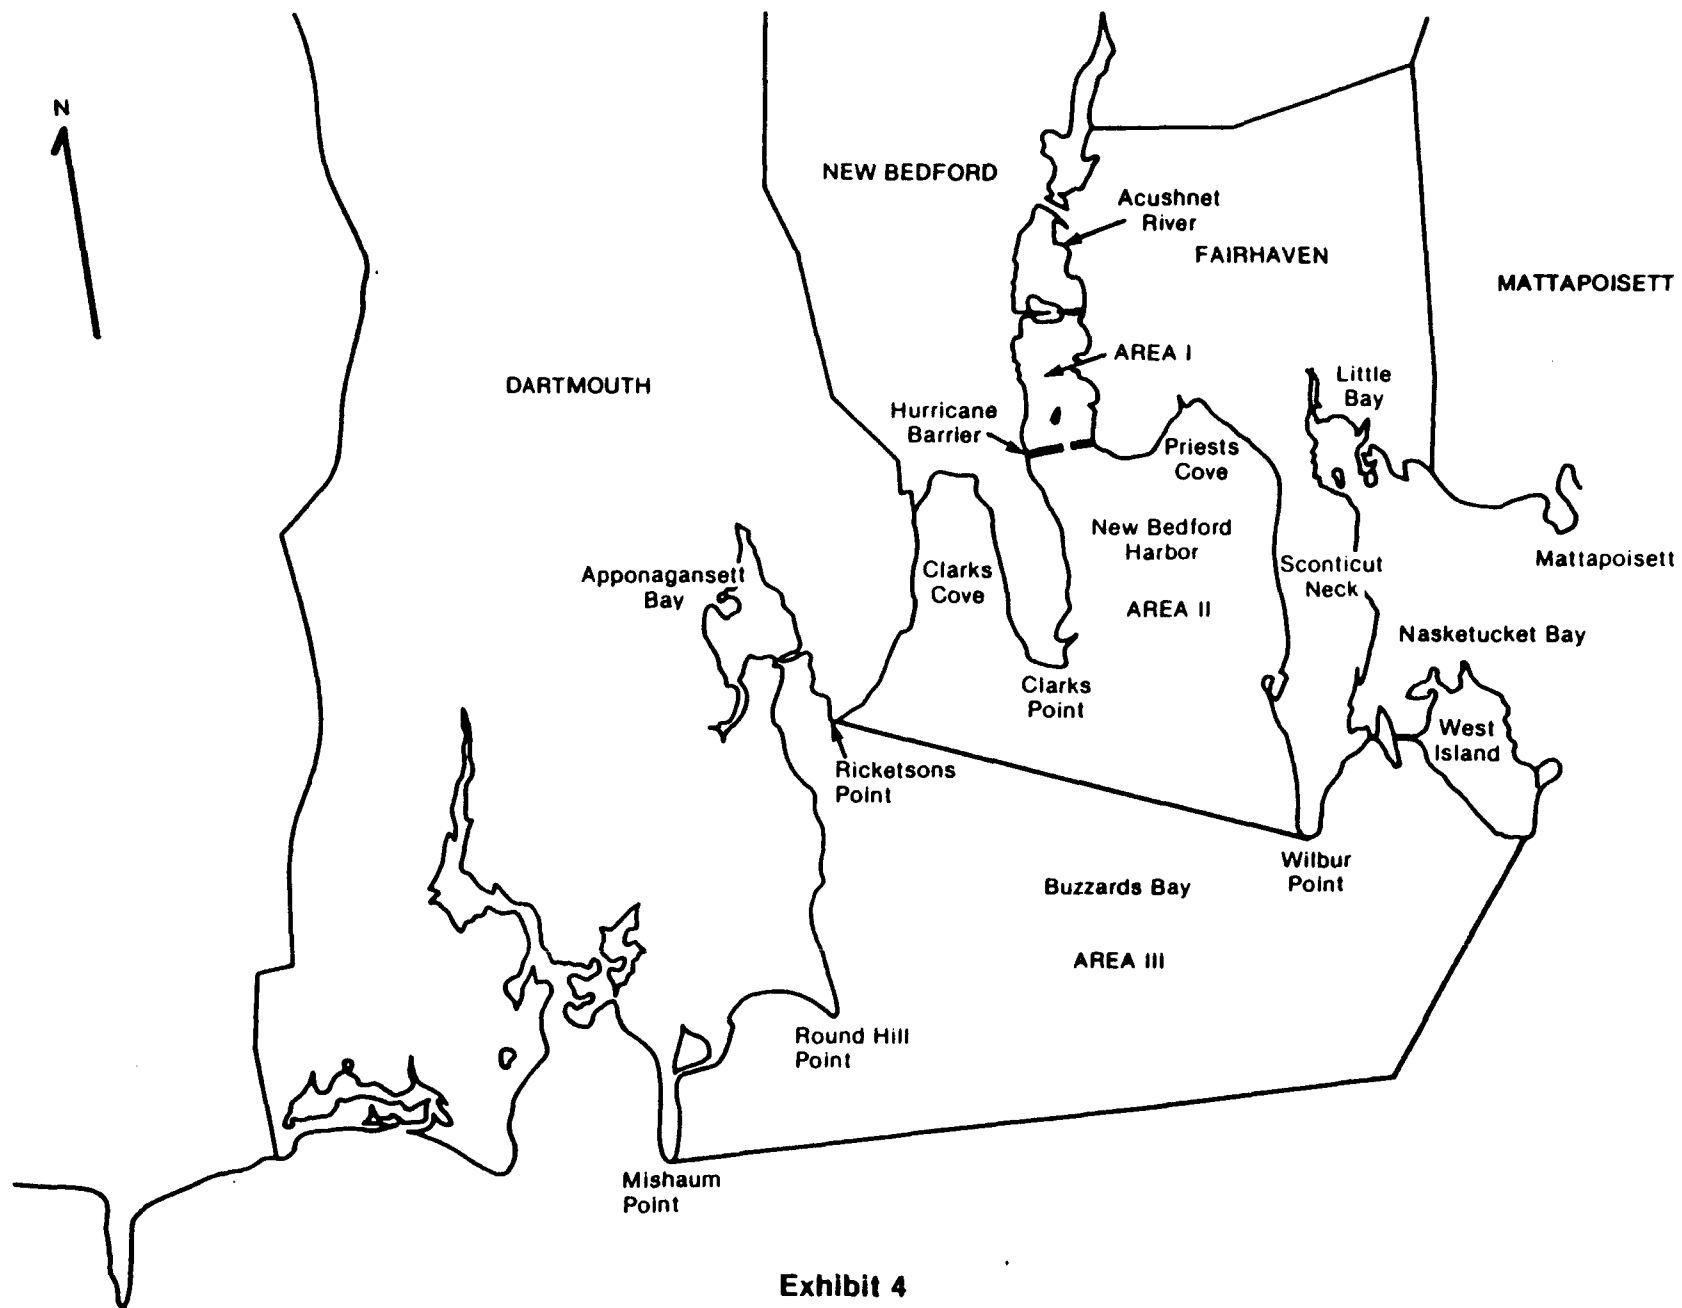 N
NEW BEDFORD
Acushnet
River
FAIRHAVEN
MATTAPOISETT
AREA I
DARTMOUTH
Little
Bay
Hurricane
Barrier
Priests
Cove
New Bedford
Harbor
Mattapoisett
Apponagansett
Bay
Clarks
Cove
Sconticut
Neck
AREA II
Nasketucket Bay
Clarks
Point
West
Island
Ricketsons
Point
Wilbur
Point
Buzzards Bay
AREA III
Round Hill
Point
Mishaum
Point
Exhibit 4